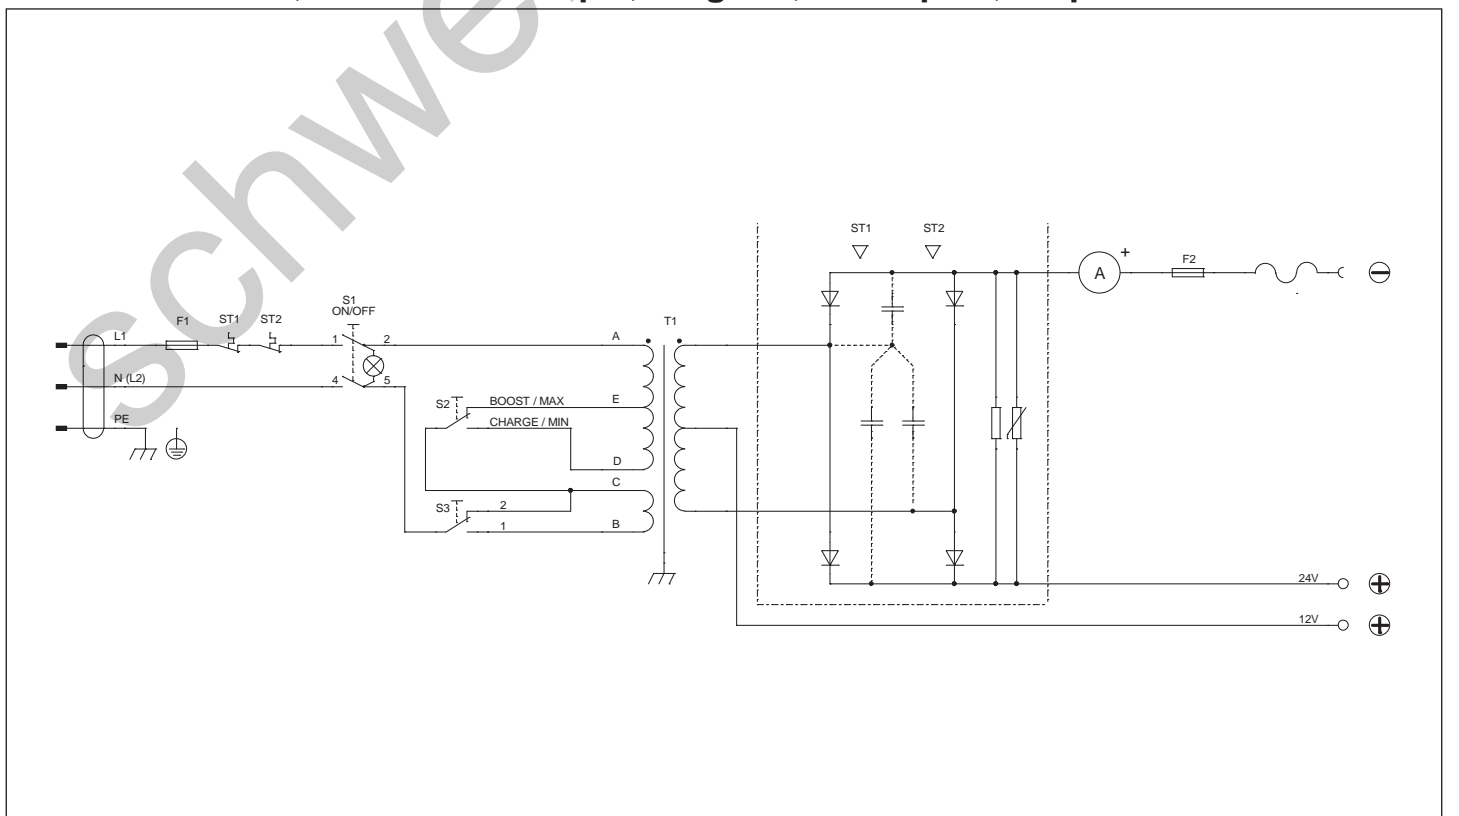 schwe
ST1 ST2
A + F2
S1
ON/OFF
F1 ST1 ST2 T1
L1 1 2 A
N (L2) 4 5
S2 BOOST / MAX E
PE CHARGE / MIN
D
C
S3 2
1 B
24V
12V